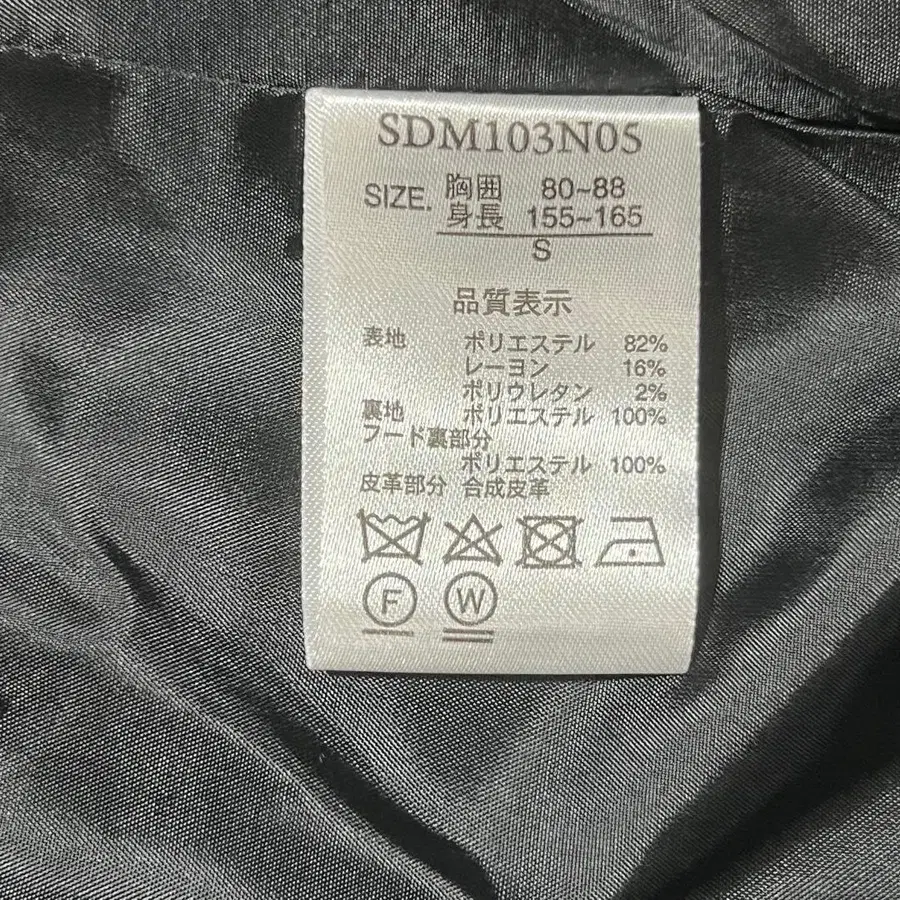 SDM103N05
SIZE. 胸囲 80~88
身長 155~165
S
品質表示
表地 ポリエステル 82%
レーヨン 16%
ポリウレタン 2%
裏地 ポリエステル 100%
フード裏部分
ポリエステル 100%
皮革部分 合成皮革
F W